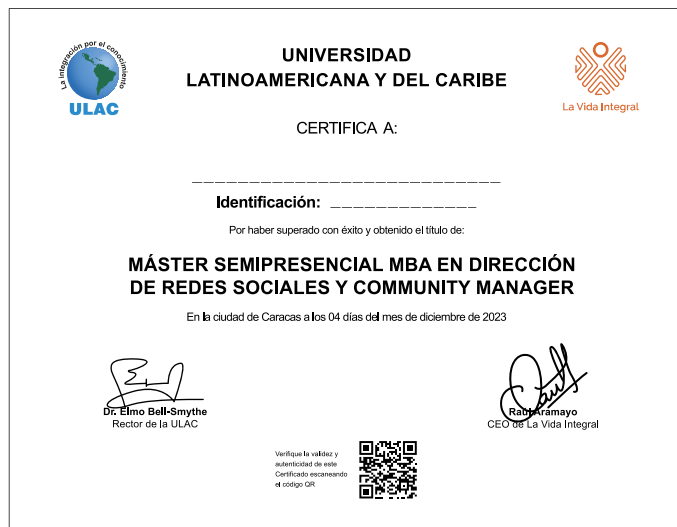 La integración por el conocimiento
ULAC
UNIVERSIDAD
LATINOAMERICANA Y DEL CARIBE
La Vida Integral
CERTIFICA A:
Identificación:
Por haber superado con éxito y obtenido el título de:
MÁSTER SEMIPRESENCIAL MBA EN DIRECCIÓN
DE REDES SOCIALES Y COMMUNITY MANAGER
En la ciudad de Caracas a los 04 días del mes de diciembre de 2023
Dr. Elmo Bell-Smythe
Rector de la ULAC
Raúl Aramayo
CEO de La Vida Integral
Verifique la validez y
autenticidad de este
Certificado escaneando
el código QR